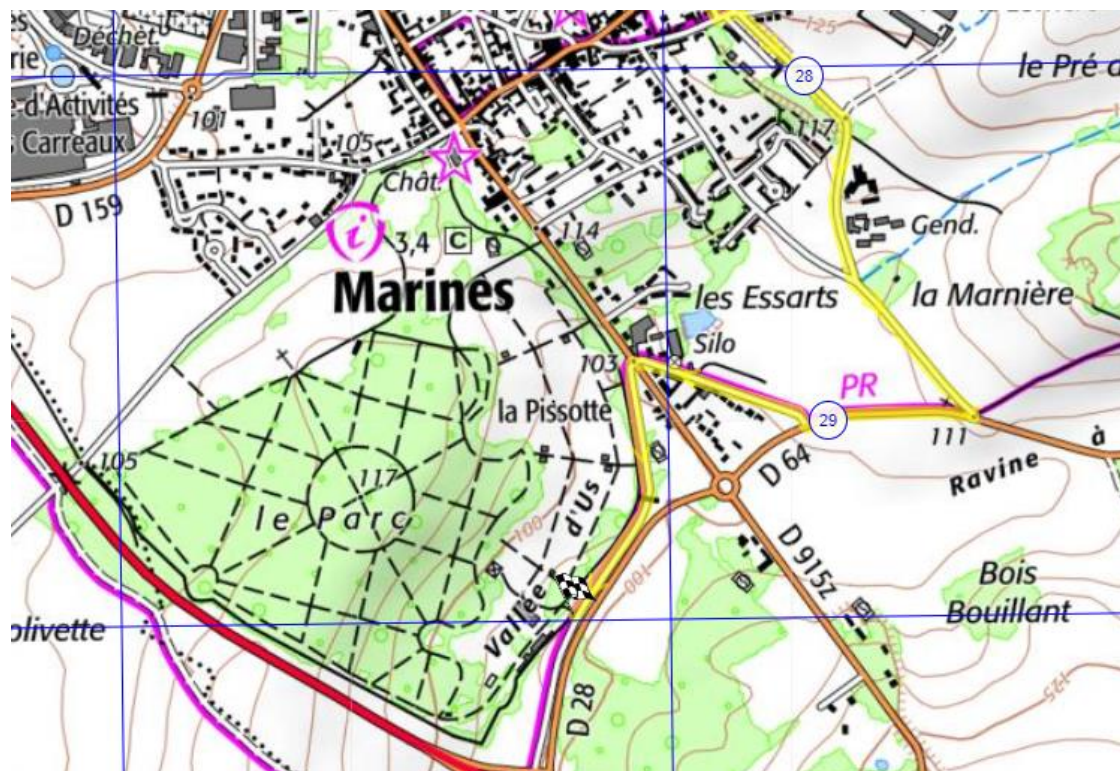 Déchet.
rie
125
28
le Pré d
e d'Activités
s Carreaux
101
105
117
D 159
Chât.
i
3,4 C
114
Gend.
Marines
les Essarts
la Marnière
Silo
103
PR
la Pissotte
29
111
à
105
117
D 64
Ravine
le Parc
d'Us
100
D 915z
100
Vallée
Bois
Bouillant
olivette
125
D 28